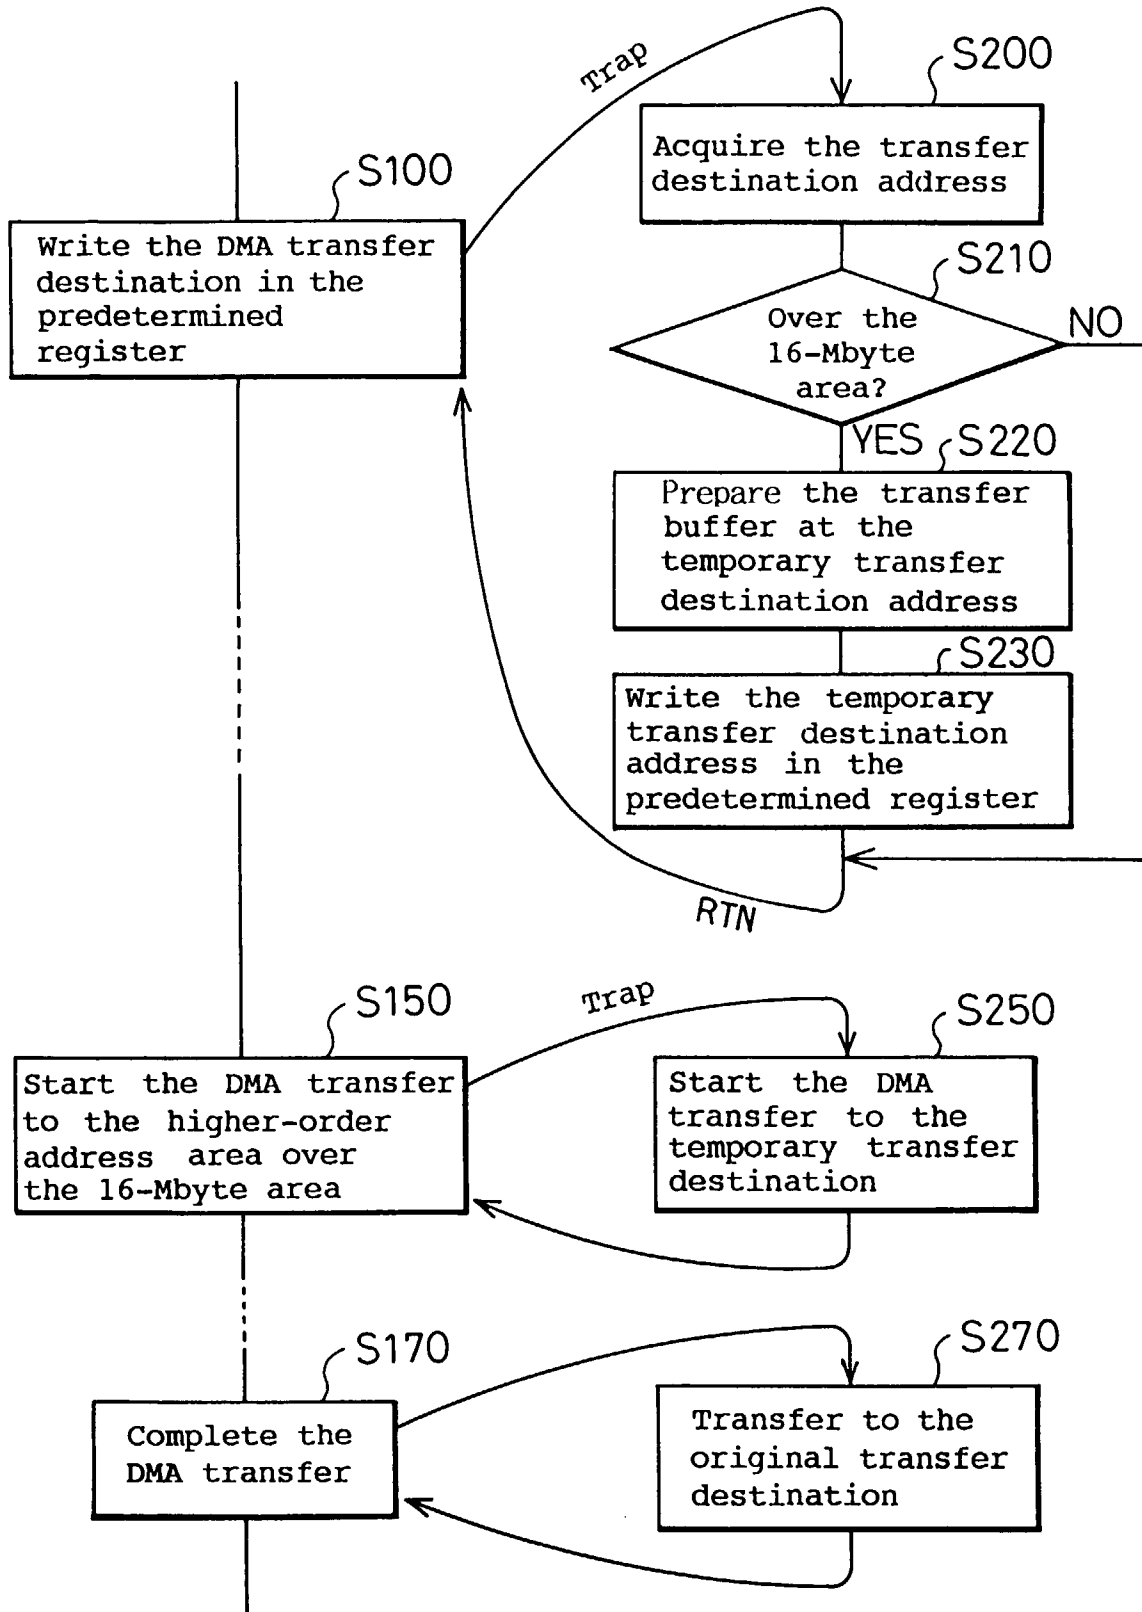 Trap
S200
Acquire the transfer
destination address
S100
Write the DMA transfer
destination in the
predetermined
register
S210
Over the
16-Mbyte
area?
NO
YES
S220
Prepare the transfer
buffer at the
temporary transfer
destination address
S230
Write the temporary
transfer destination
address in the
predetermined register
RTN
S150
Start the DMA transfer
to the higher-order
address area over
the 16-Mbyte area
Trap
S250
Start the DMA
transfer to the
temporary transfer
destination
S170
Complete the
DMA transfer
S270
Transfer to the
original transfer
destination